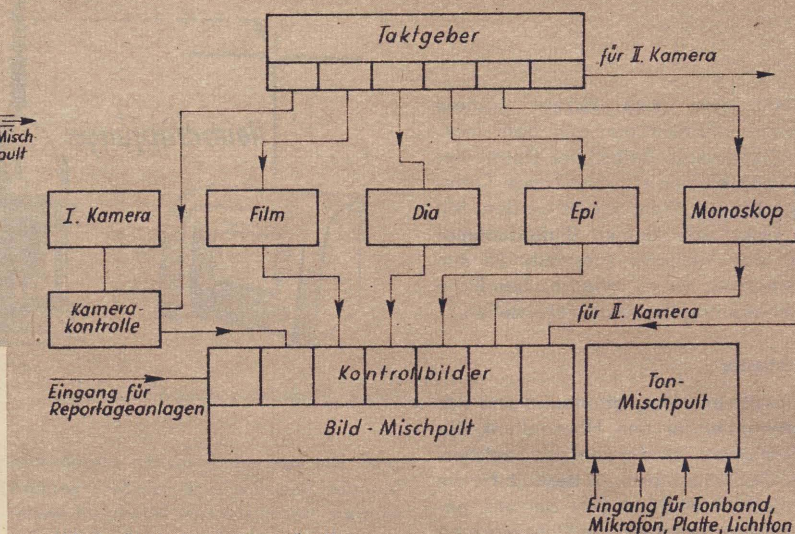 Taktgeber
für II. Kamera
Misch
pult
I. Kamera
Film
Dia
Epi
Monoskop
Kamera-
kontrolle
für II. Kamera
Kontrollbilder
Eingang für
Reportageanlagen
Bild - Mischpult
Ton-
Mischpult
Eingang für Tonband,
Mikrofon, Platte, Lichtton